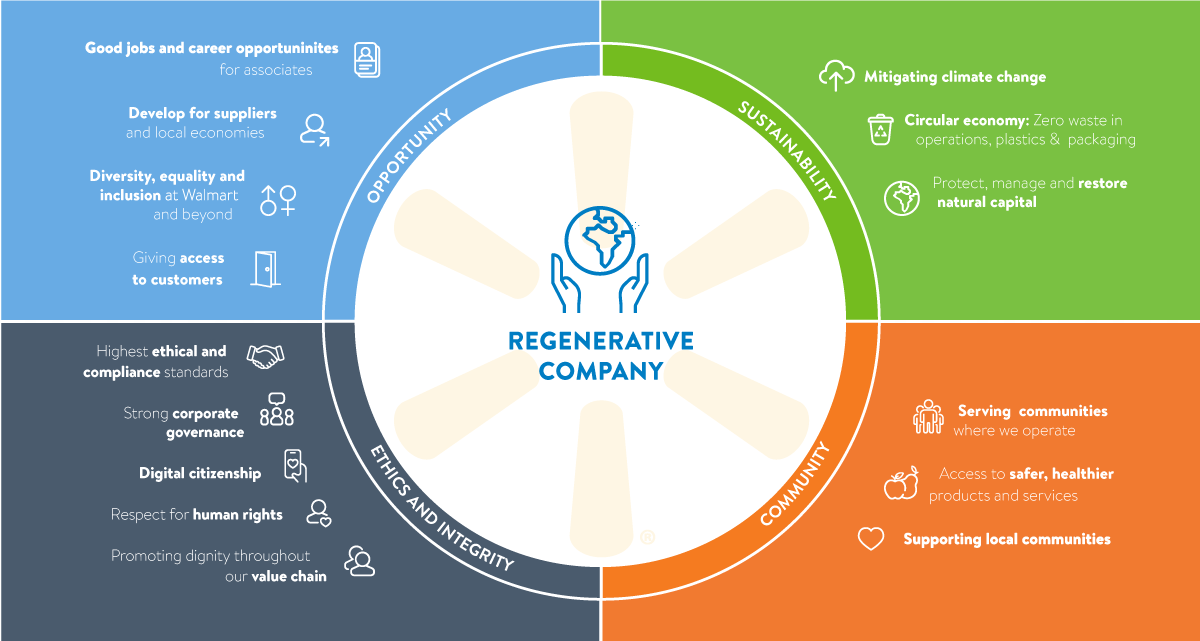 Good jobs and career opportuninites
for associates
Develop for suppliers
and local economies
Diversity, equality and
inclusion at Walmart
and beyond
Giving access
to customers
OPPORTUNITY
SUSTAINABILITY
Mitigating climate change
Circular economy: Zero waste in
operations, plastics & packaging
Protect, manage and restore
natural capital
REGENERATIVE
COMPANY
®
Highest ethical and
compliance standards
Strong corporate
governance
Digital citizenship
Respect for human rights
Promoting dignity throughout
our value chain
ETHICS AND INTEGRITY
COMMUNITY
Serving communities
where we operate
Access to safer, healthier
products and services
Supporting local communities